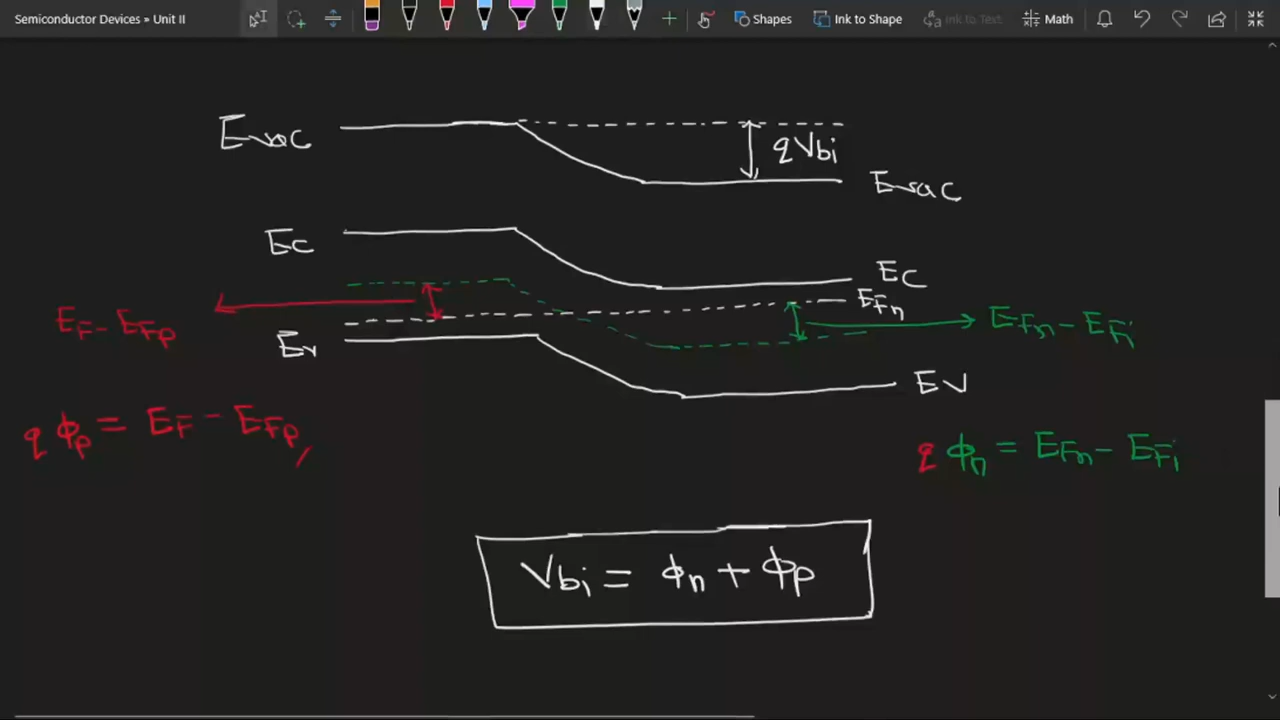 Semiconductor Devices » Unit II
Shapes
Ink to Shape
Ink to Text
Math
Evac
qVbi
Evac
Ec
Ec
EFn
EF - EFp
EFn - EFi
Ev
Ev
qϕp = EF - EFp,
qϕn = EFn - EFi
Vbi = ϕn + ϕp